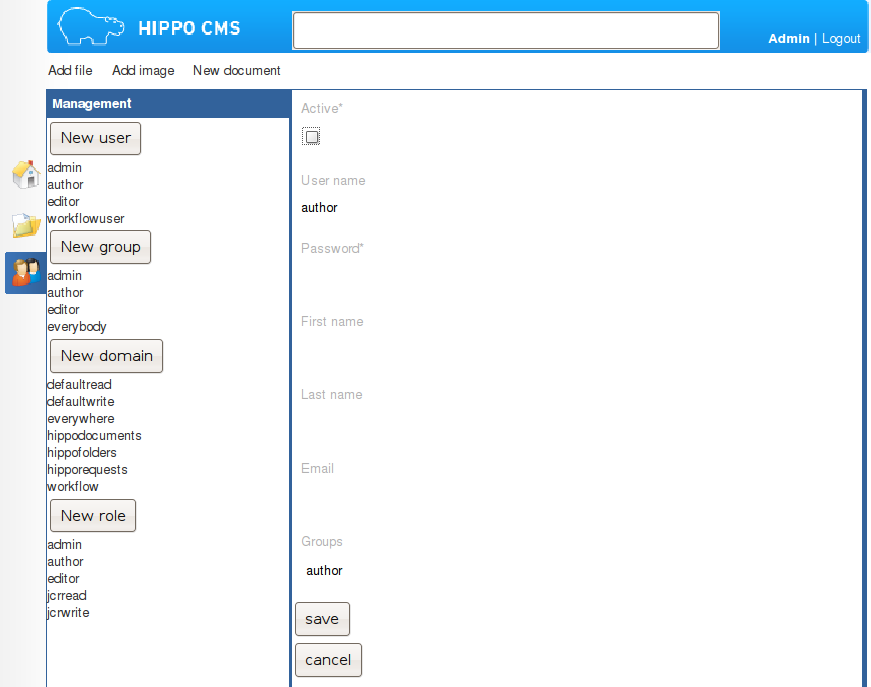 HIPPO CMS
Admin | Logout
Add file Add image New document
Management
New user
admin
author
editor
workflowuser
New group
admin
author
editor
everybody
New domain
defaultread
defaultwrite
everywhere
hippodocuments
hippofolders
hipporequests
workflow
New role
admin
author
editor
jcrread
jcrwrite
Active*
User name
author
Password*
First name
Last name
Email
Groups
author
save
cancel